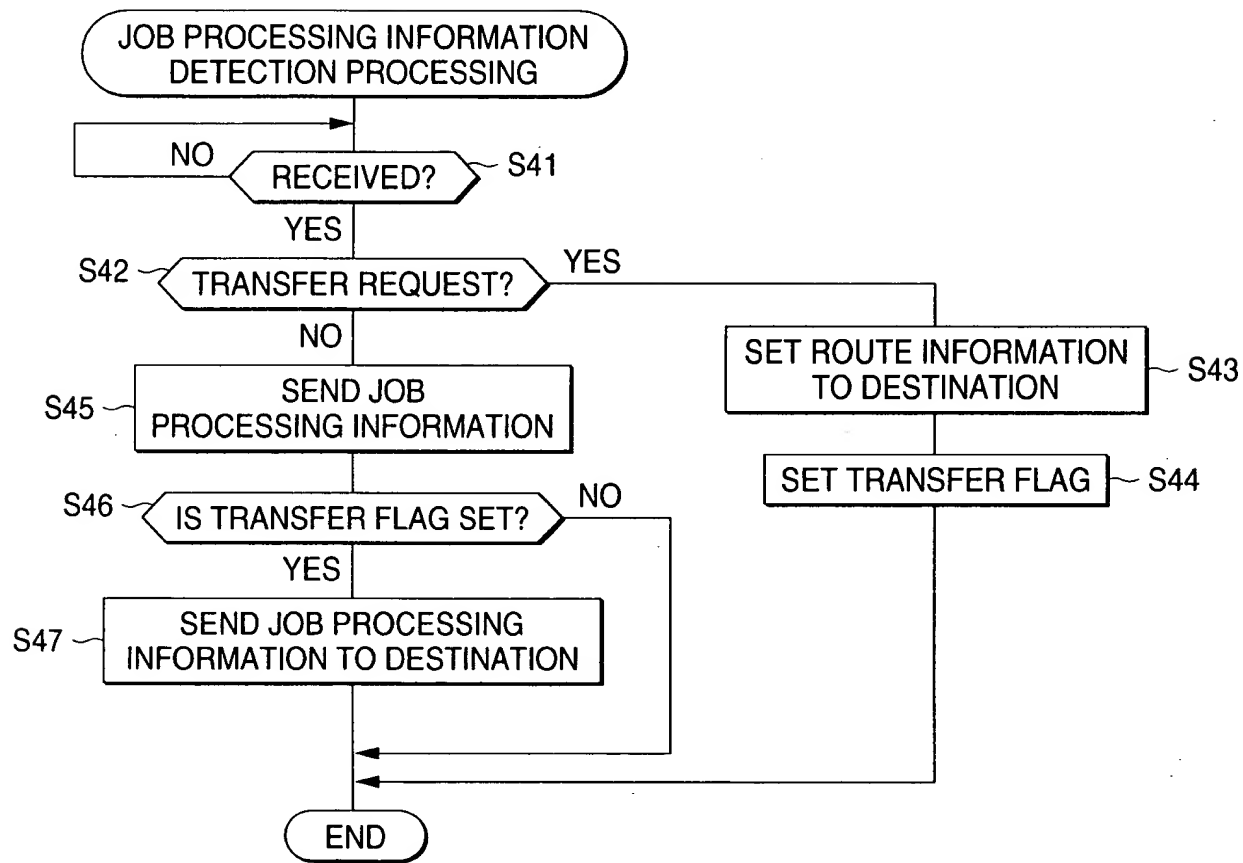 JOB PROCESSING INFORMATION
DETECTION PROCESSING
NO
RECEIVED?
S41
YES
S42
TRANSFER REQUEST?
YES
NO
SET ROUTE INFORMATION
TO DESTINATION
S43
S45
SEND JOB
PROCESSING INFORMATION
SET TRANSFER FLAG
S44
S46
IS TRANSFER FLAG SET?
NO
YES
S47
SEND JOB PROCESSING
INFORMATION TO DESTINATION
END